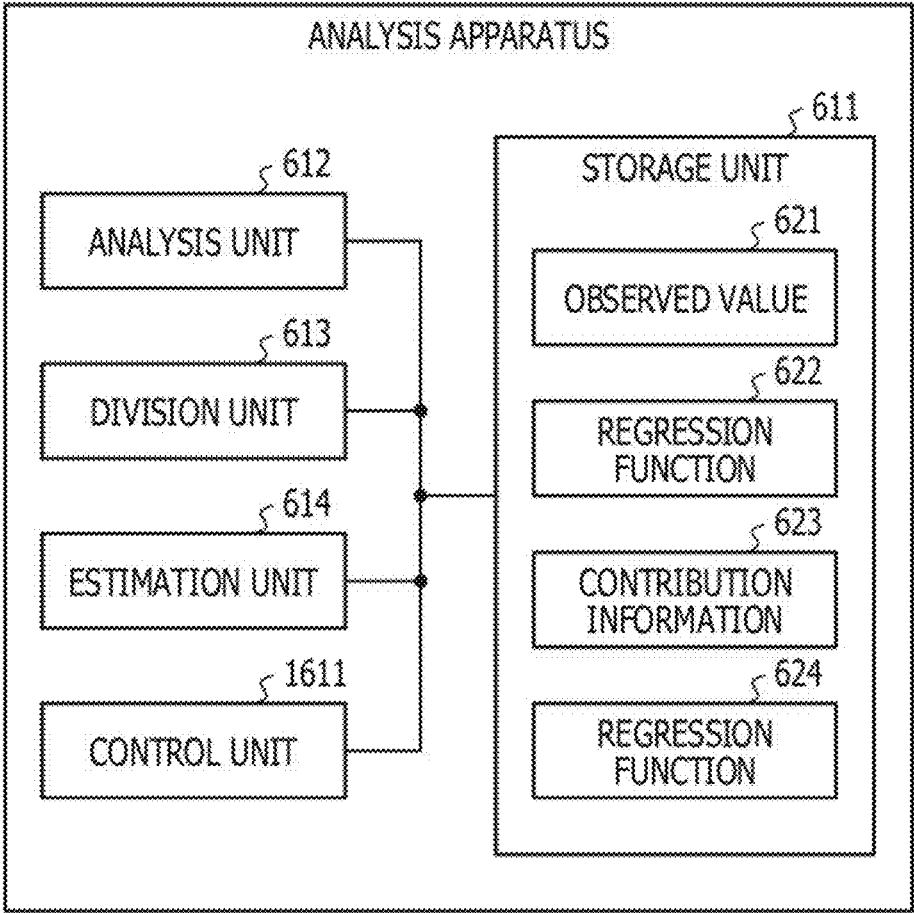 ANALYSIS APPARATUS
612
ANALYSIS UNIT
613
DIVISION UNIT
614
ESTIMATION UNIT
1611
CONTROL UNIT
611
STORAGE UNIT
621
OBSERVED VALUE
622
REGRESSION
FUNCTION
623
CONTRIBUTION
INFORMATION
624
REGRESSION
FUNCTION